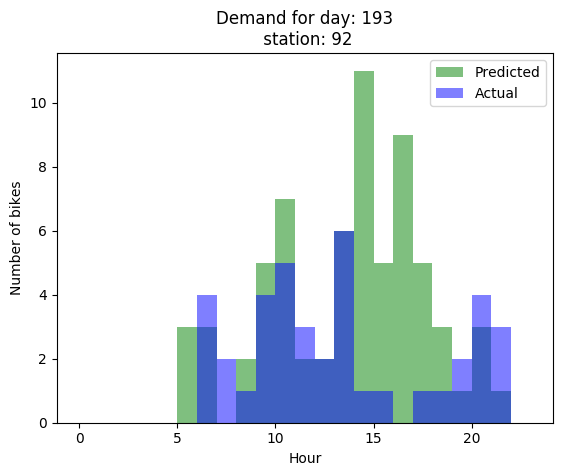 Demand for day: 193
station: 92
Predicted
Actual
Number of bikes
10
8
6
4
2
0
0 5 10 15 20
Hour